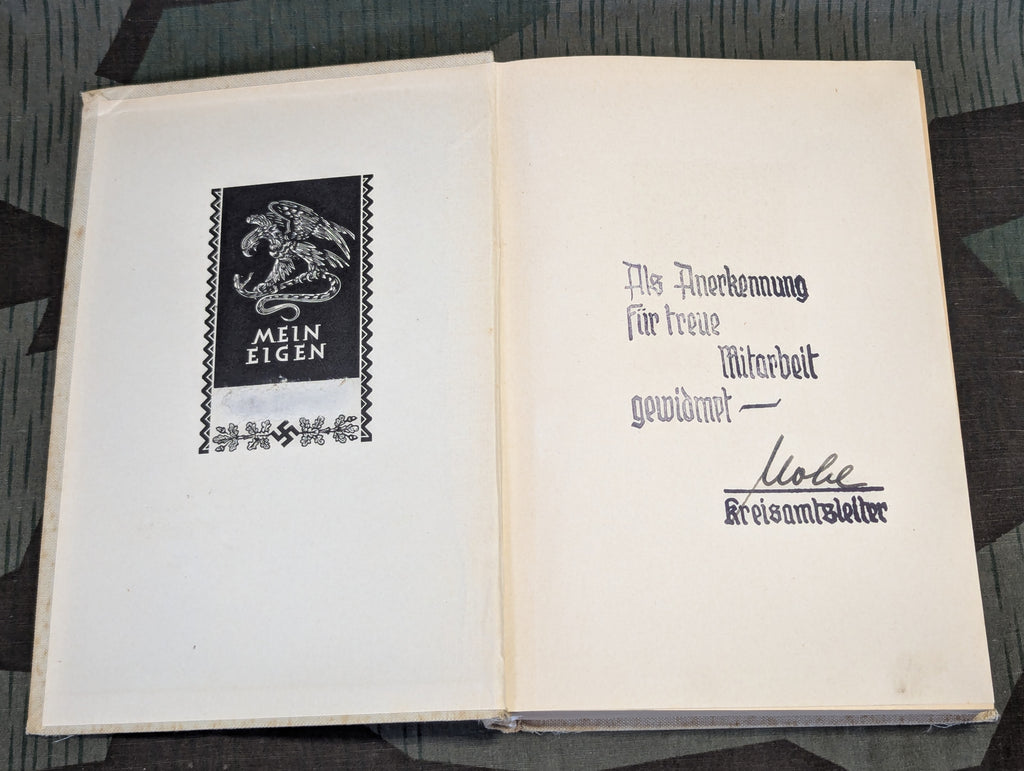 MEIN
EIGEN
Als Anerkennung
für treue
Mitarbeit
gewidmet —
Kreisamtsleiter